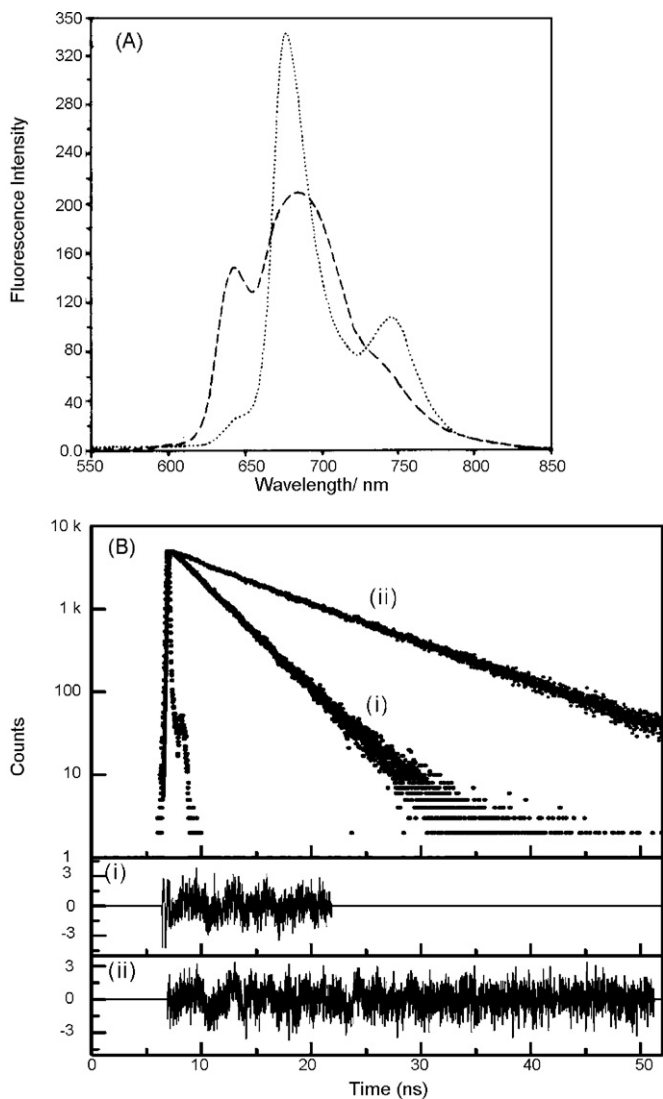 350
(A)
320
280
240
200
160
120
80
40
0.0
550 600 650 700 750 800 850
Fluorescence Intensity
Wavelength/ nm
10 k
(B)
(ii)
1 k
(i)
100
10
1
Counts
(i)
3
0
-3
(ii)
3
0
-3
0 10 20 30 40 50
Time (ns)